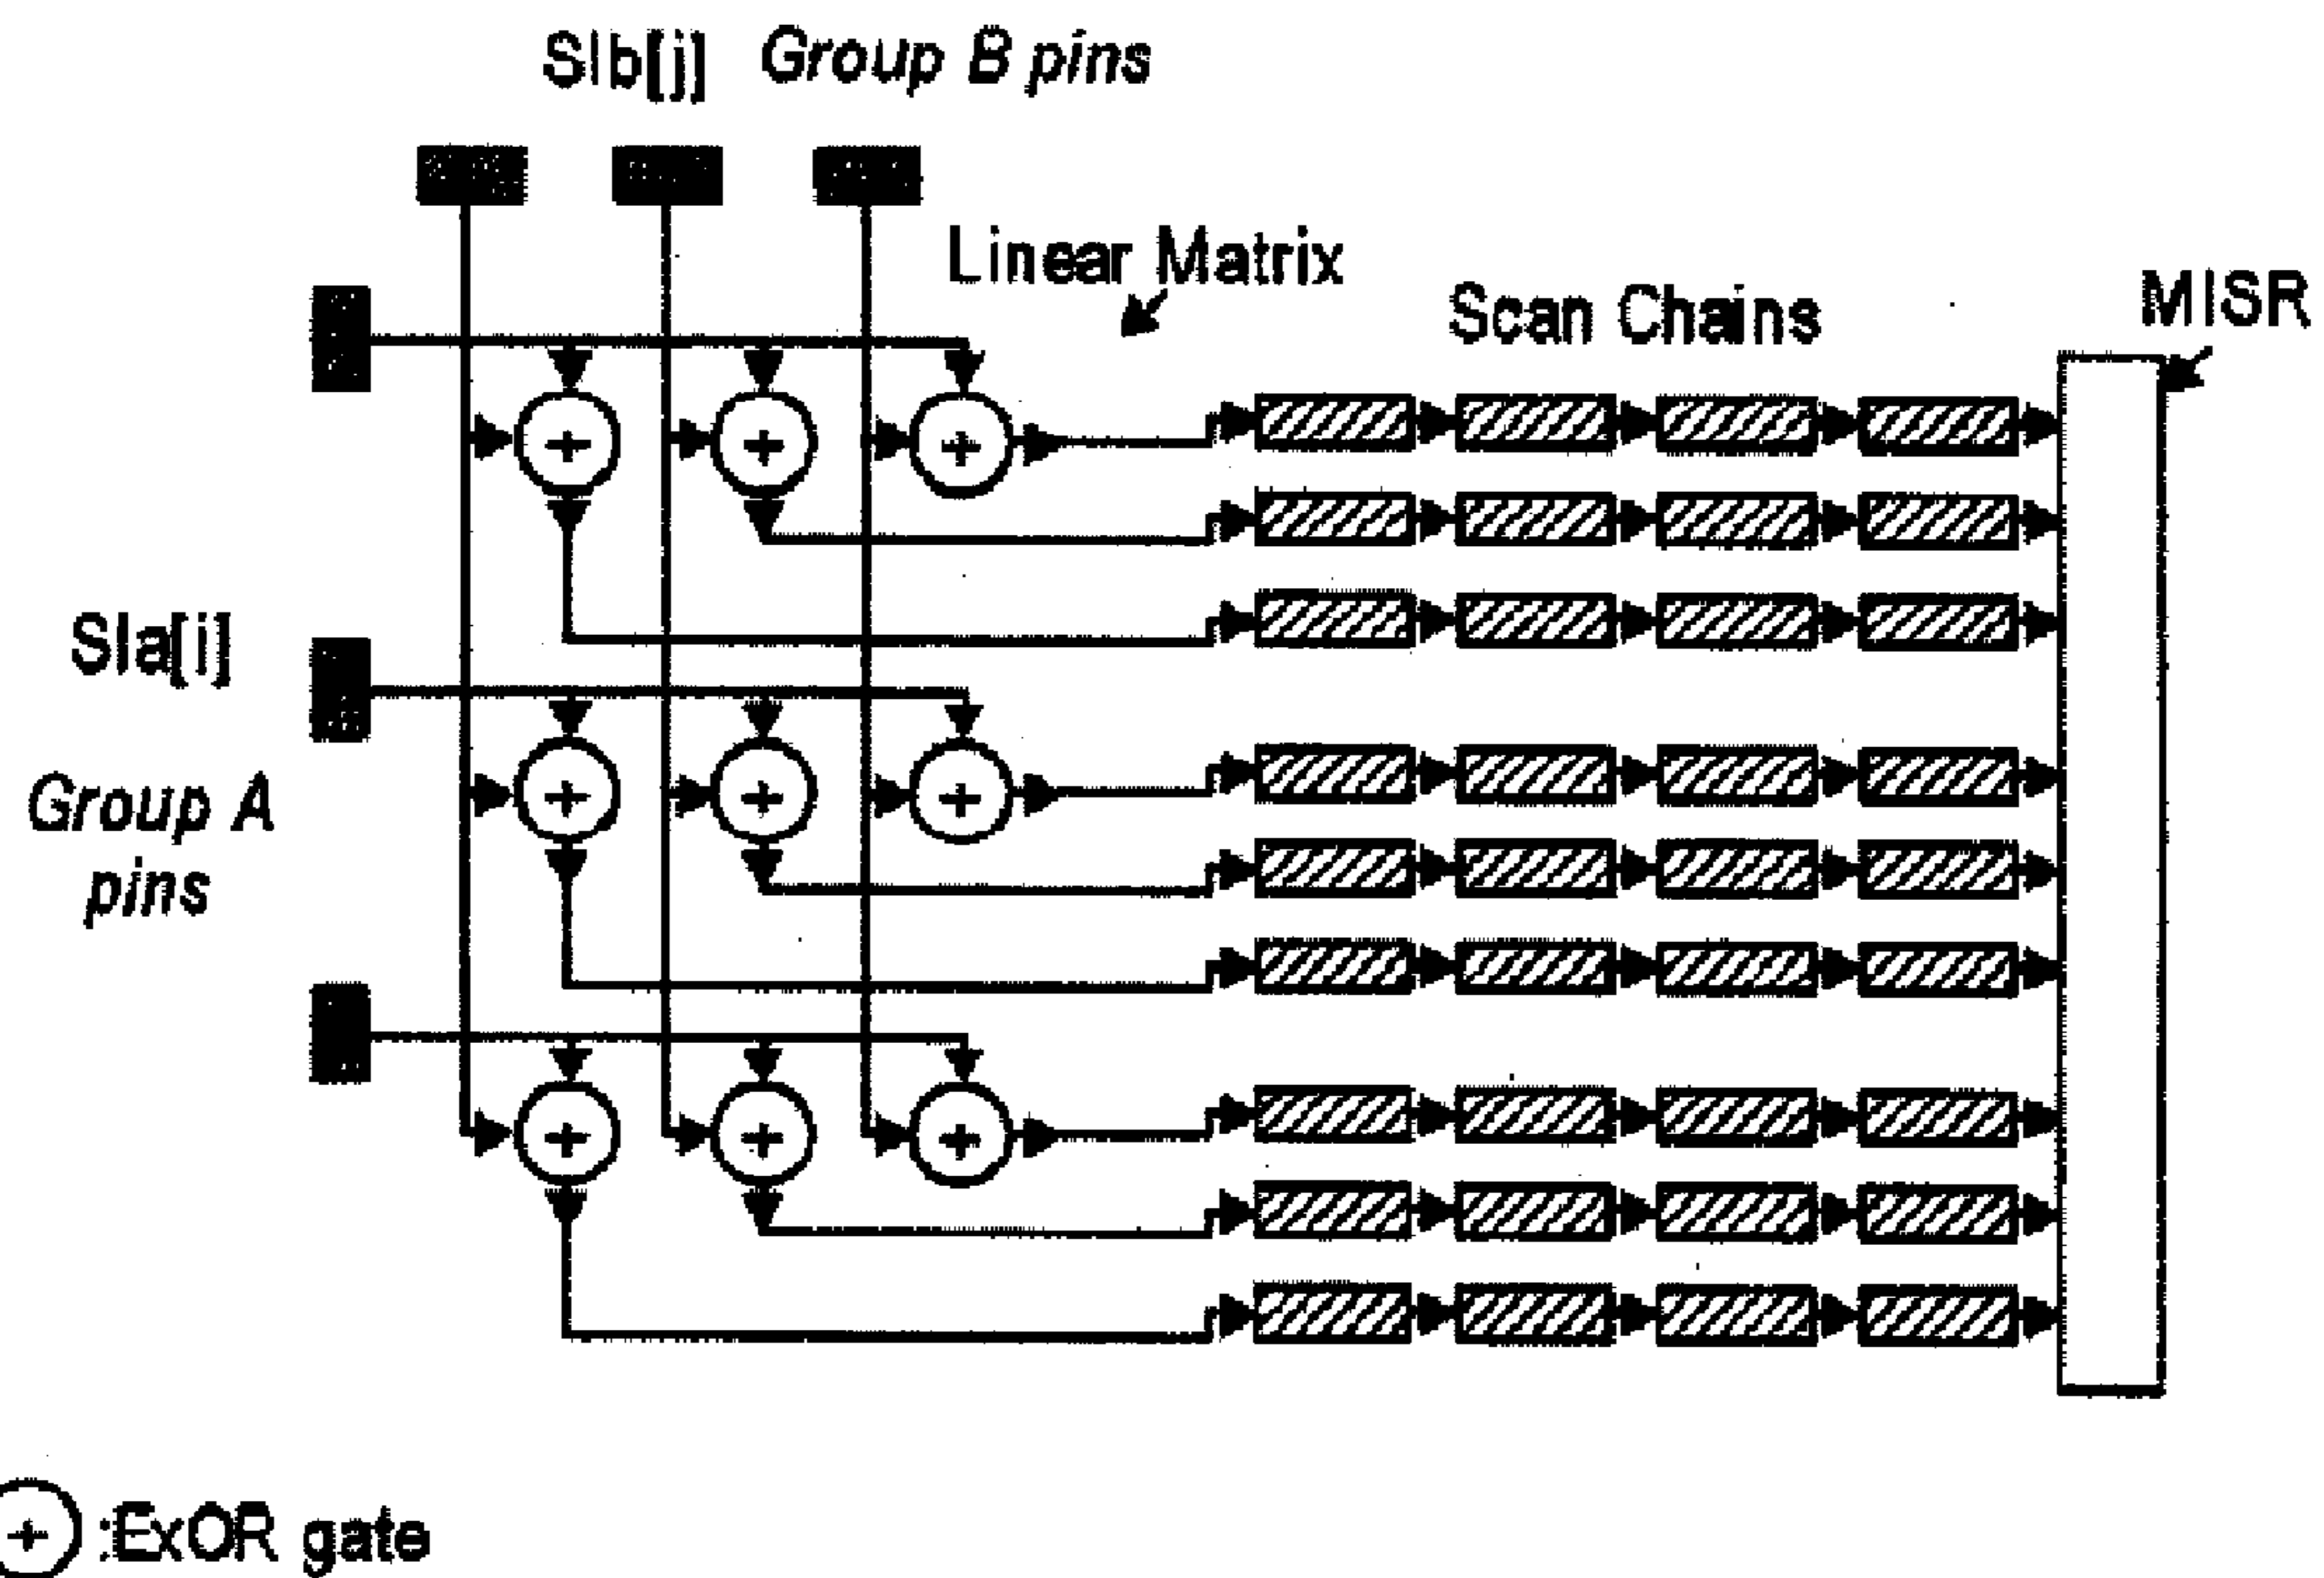 SIb[j] Group B pins
Linear Matrix
Scan Chains
MISR
SIa[i]
Group A
pins
+ + +
+ + +
+ + +
+ :ExOR gate